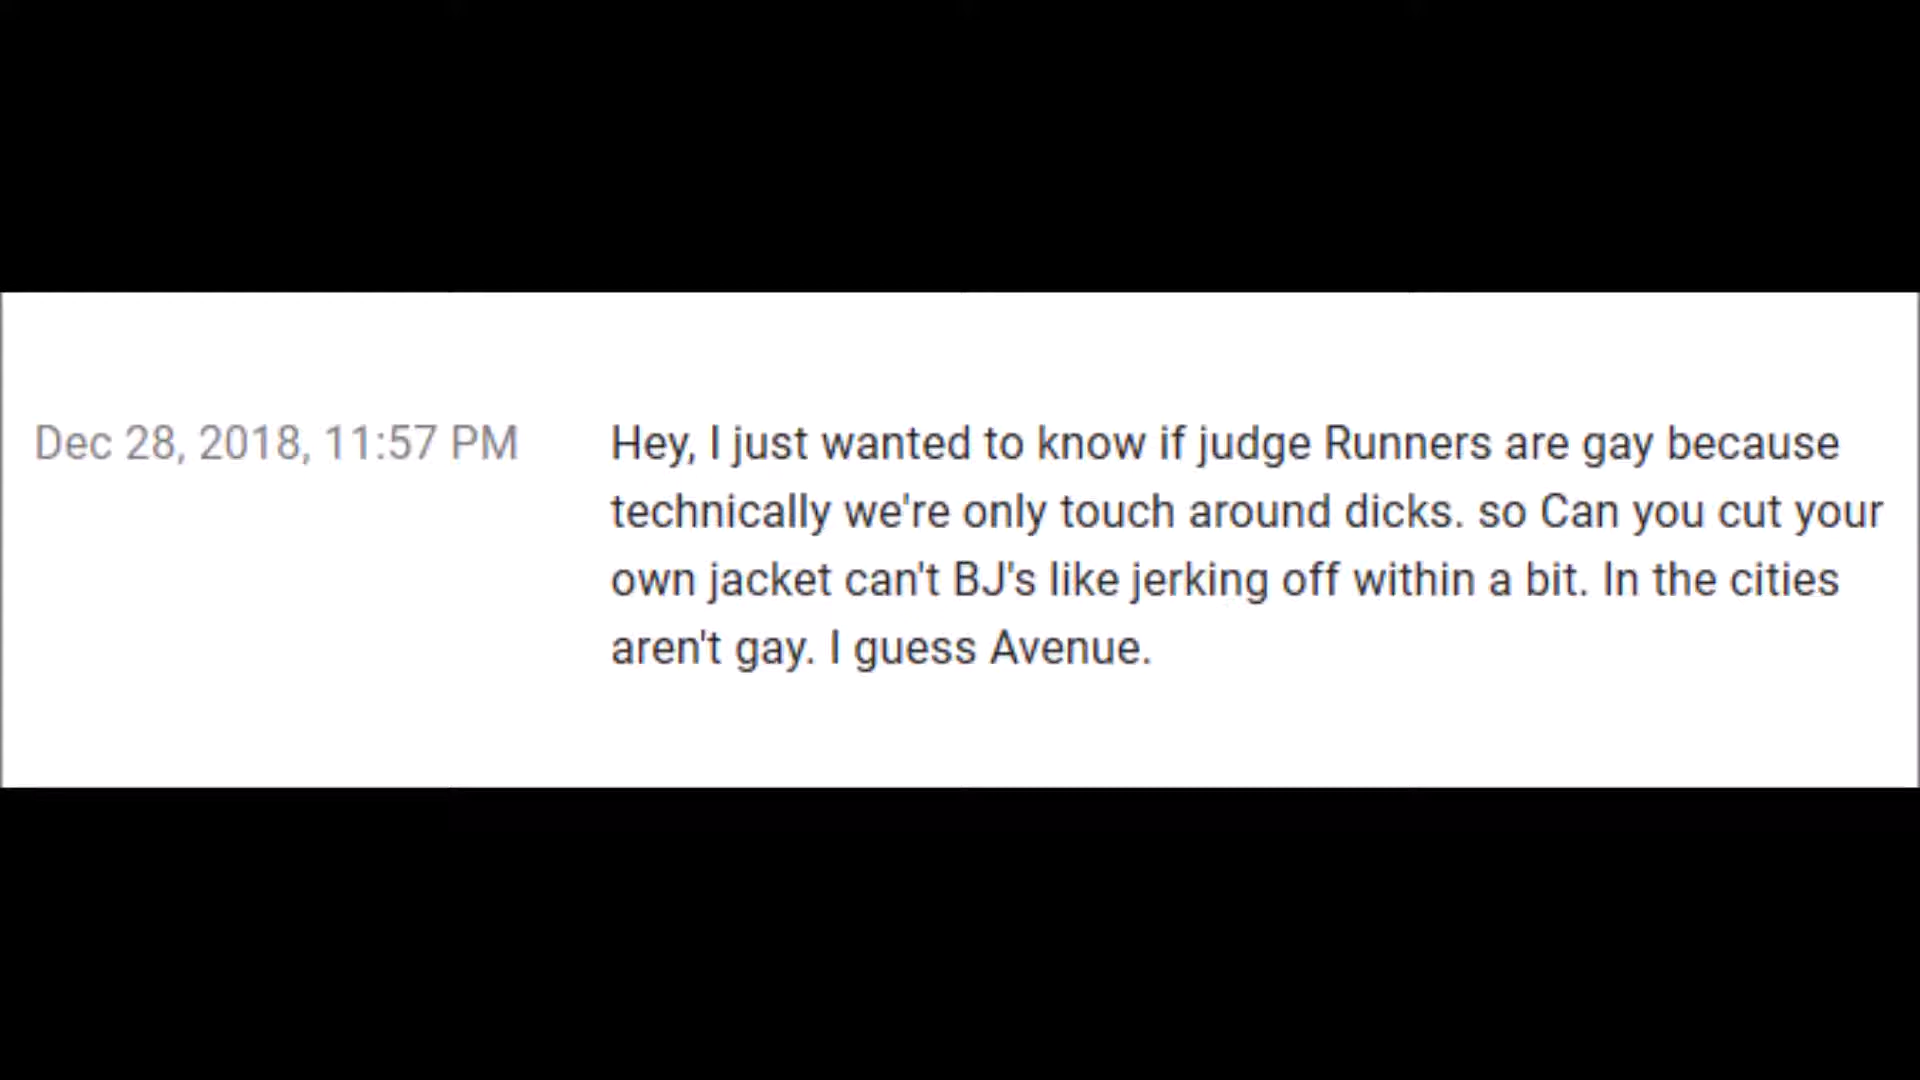 Dec 28, 2018, 11:57 PM
Hey, I just wanted to know if judge Runners are gay because
technically we're only touch around dicks. so Can you cut your
own jacket can't BJ's like jerking off within a bit. In the cities
aren't gay. I guess Avenue.